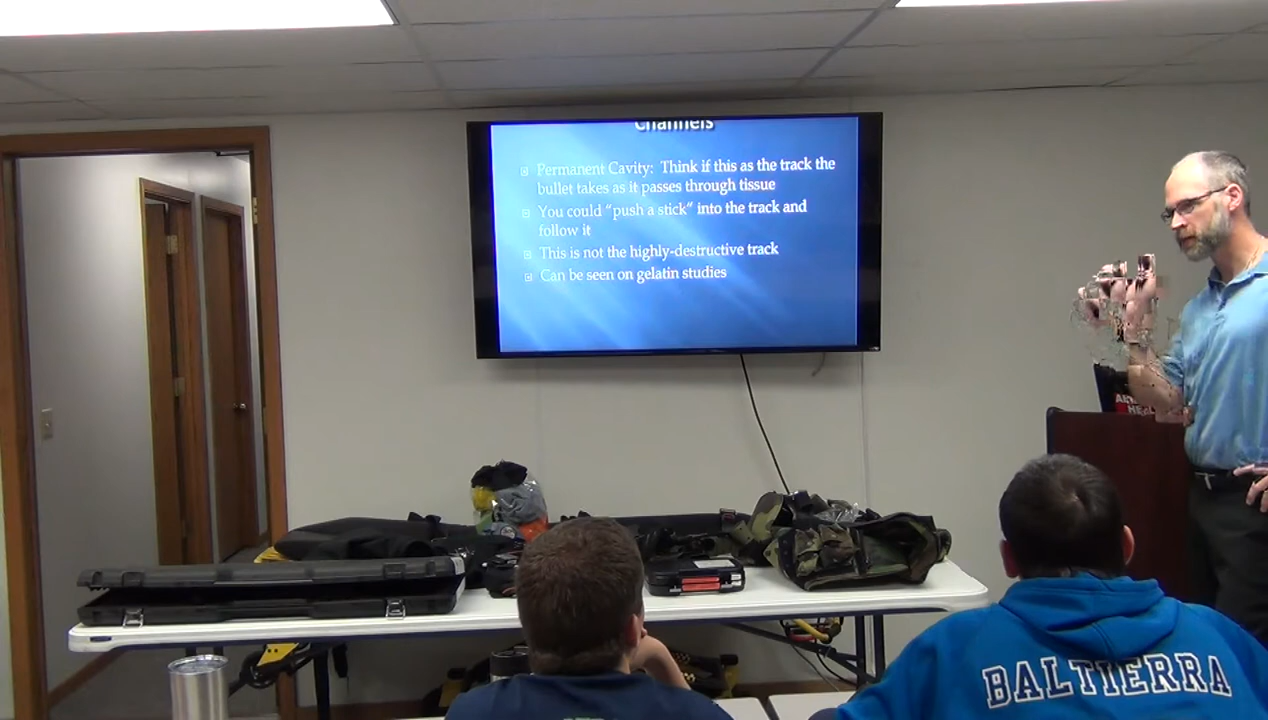 Channels
Permanent Cavity: Think if this as the track the
bullet takes as it passes through tissue
You could “push a stick” into the track and
follow it
This is not the highly-destructive track
Can be seen on gelatin studies
BALTIERRA